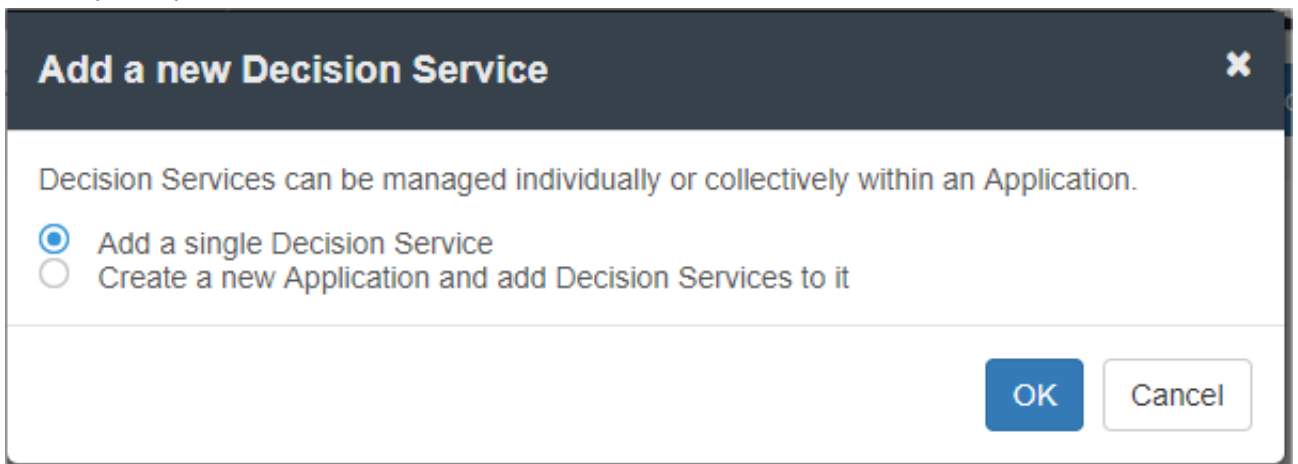 Add a new Decision Service
Decision Services can be managed individually or collectively within an Application.
Add a single Decision Service
Create a new Application and add Decision Services to it
OK Cancel